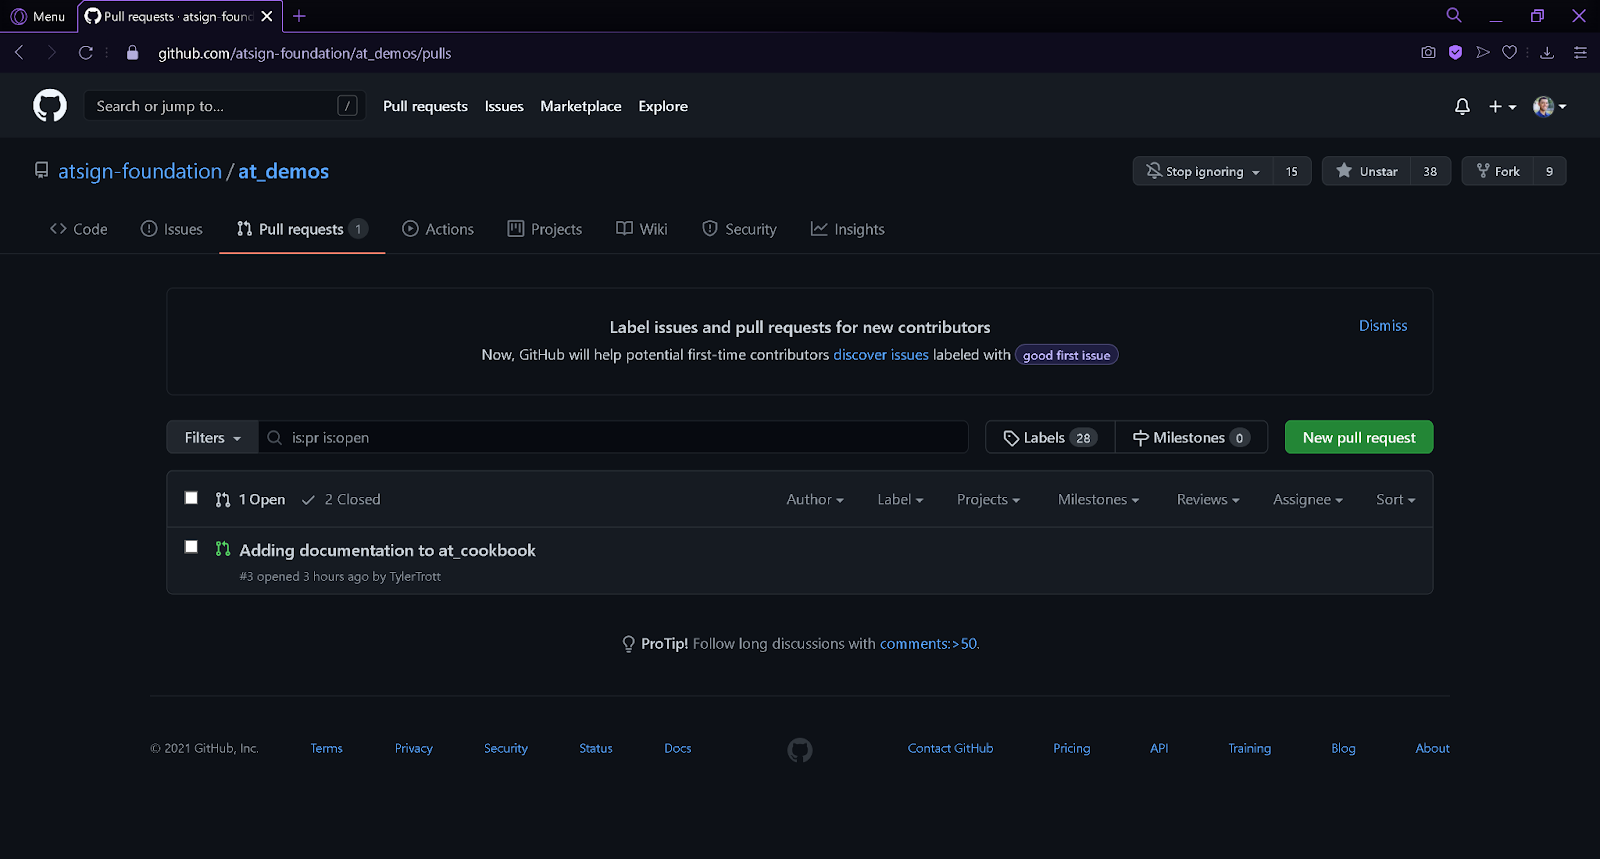 Menu
Pull requests · atsign-foun
github.com/atsign-foundation/at_demos/pulls
Search or jump to...
/
Pull requests Issues Marketplace Explore
atsign-foundation / at_demos
Stop ignoring 15
Unstar 38
Fork 9
Code Issues Pull requests 1 Actions Projects Wiki Security Insights
Label issues and pull requests for new contributors
Dismiss
Now, GitHub will help potential first-time contributors discover issues labeled with good first issue
Filters is:pr is:open Labels 28 Milestones 0 New pull request
1 Open 2 Closed Author Label Projects Milestones Reviews Assignee Sort
Adding documentation to at_cookbook
#3 opened 3 hours ago by TylerTrott
ProTip! Follow long discussions with comments:>50.
© 2021 GitHub, Inc. Terms Privacy Security Status Docs Contact GitHub Pricing API Training Blog About